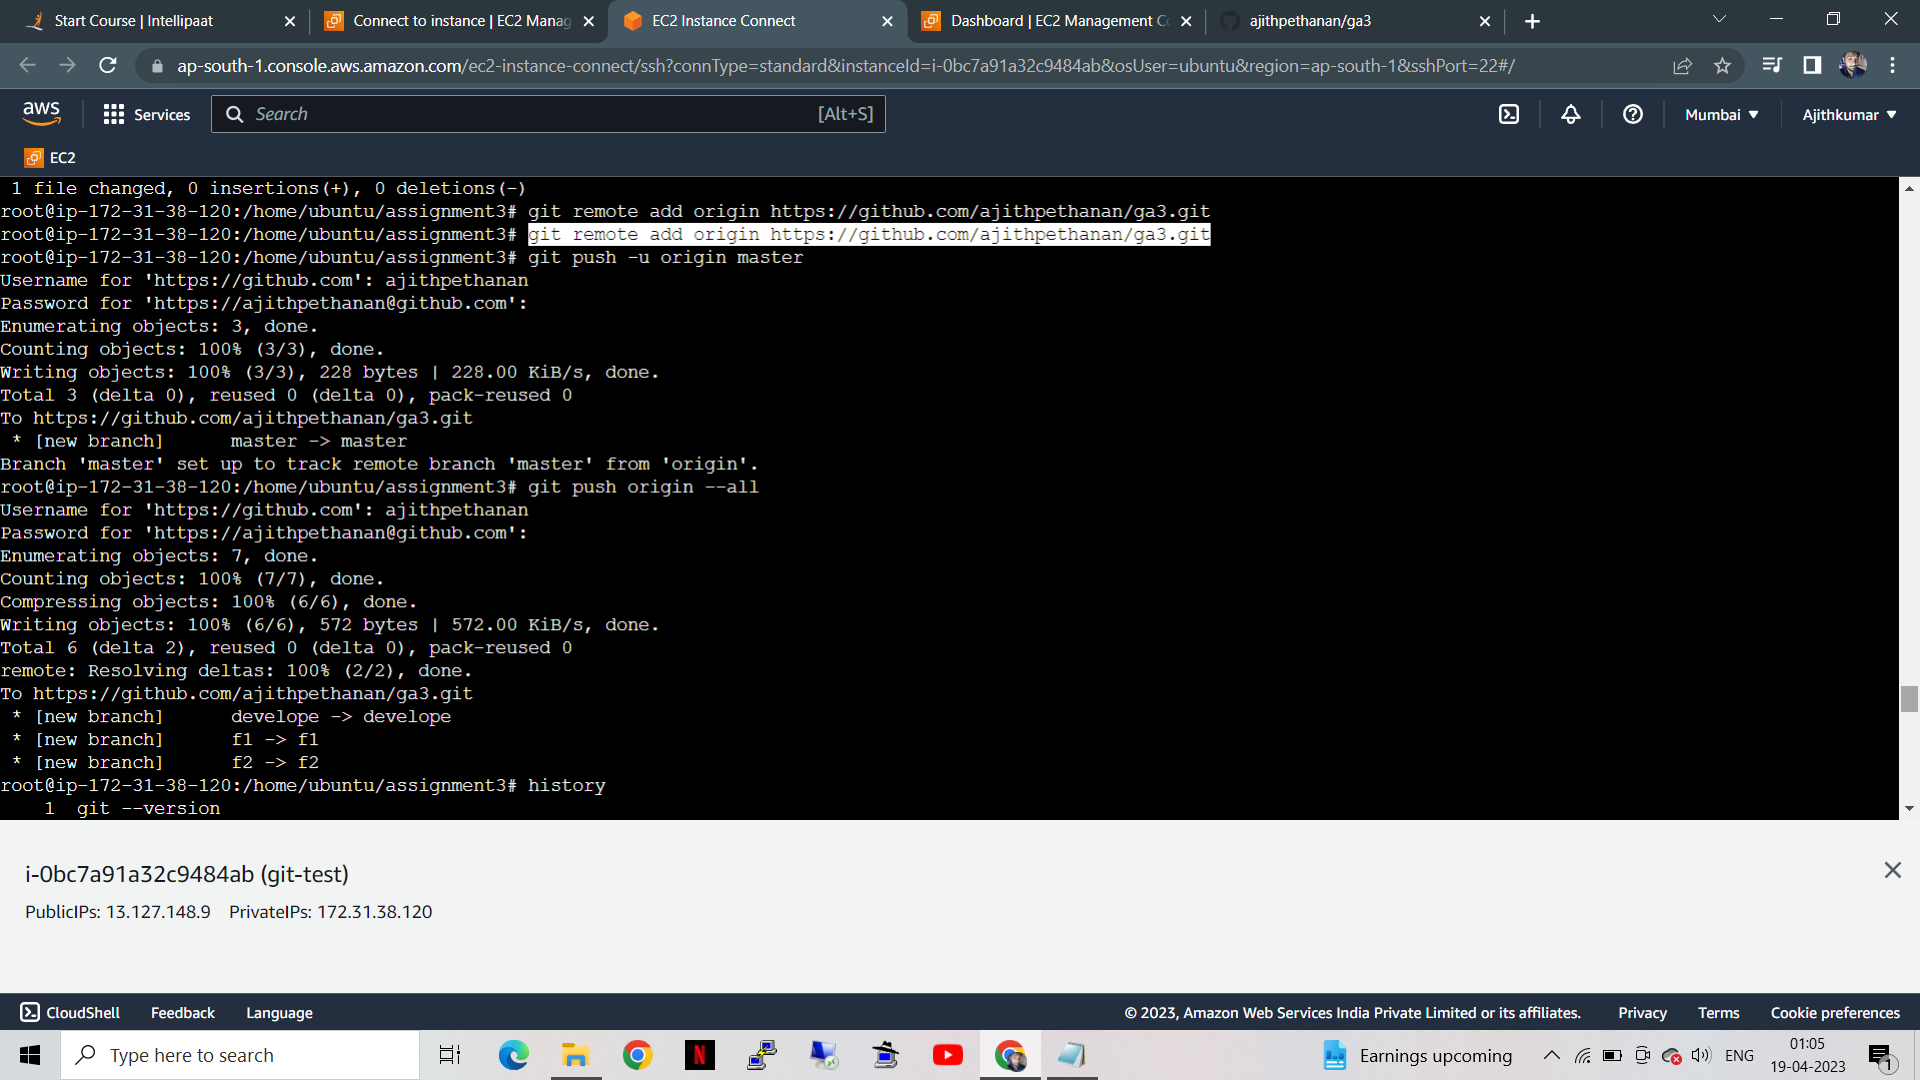 Start Course | Intellipaat
Connect to instance | EC2 Manag
EC2 Instance Connect
Dashboard | EC2 Management Co
ajithpethanan/ga3
ap-south-1.console.aws.amazon.com/ec2-instance-connect/ssh?connType=standard&instanceId=i-0bc7a91a32c9484ab&osUser=ubuntu&region=ap-south-1&sshPort=22#/
aws
Services
Search
[Alt+S]
Mumbai
Ajithkumar
EC2
1 file changed, 0 insertions(+), 0 deletions(-)
root@ip-172-31-38-120:/home/ubuntu/assignment3# git remote add origin https://github.com/ajithpethanan/ga3.git
root@ip-172-31-38-120:/home/ubuntu/assignment3# git remote add origin https://github.com/ajithpethanan/ga3.git
root@ip-172-31-38-120:/home/ubuntu/assignment3# git push -u origin master
Username for 'https://github.com': ajithpethanan
Password for 'https://ajithpethanan@github.com':
Enumerating objects: 3, done.
Counting objects: 100% (3/3), done.
Writing objects: 100% (3/3), 228 bytes | 228.00 KiB/s, done.
Total 3 (delta 0), reused 0 (delta 0), pack-reused 0
To https://github.com/ajithpethanan/ga3.git
* [new branch]      master -> master
Branch 'master' set up to track remote branch 'master' from 'origin'.
root@ip-172-31-38-120:/home/ubuntu/assignment3# git push origin --all
Username for 'https://github.com': ajithpethanan
Password for 'https://ajithpethanan@github.com':
Enumerating objects: 7, done.
Counting objects: 100% (7/7), done.
Compressing objects: 100% (6/6), done.
Writing objects: 100% (6/6), 572 bytes | 572.00 KiB/s, done.
Total 6 (delta 2), reused 0 (delta 0), pack-reused 0
remote: Resolving deltas: 100% (2/2), done.
To https://github.com/ajithpethanan/ga3.git
* [new branch]      develope -> develope
* [new branch]      f1 -> f1
* [new branch]      f2 -> f2
root@ip-172-31-38-120:/home/ubuntu/assignment3# history
1  git --version
i-0bc7a91a32c9484ab (git-test)
PublicIPs: 13.127.148.9 PrivateIPs: 172.31.38.120
CloudShell
Feedback
Language
© 2023, Amazon Web Services India Private Limited or its affiliates.
Privacy
Terms
Cookie preferences
Type here to search
Earnings upcoming
ENG
01:05
19-04-2023
1